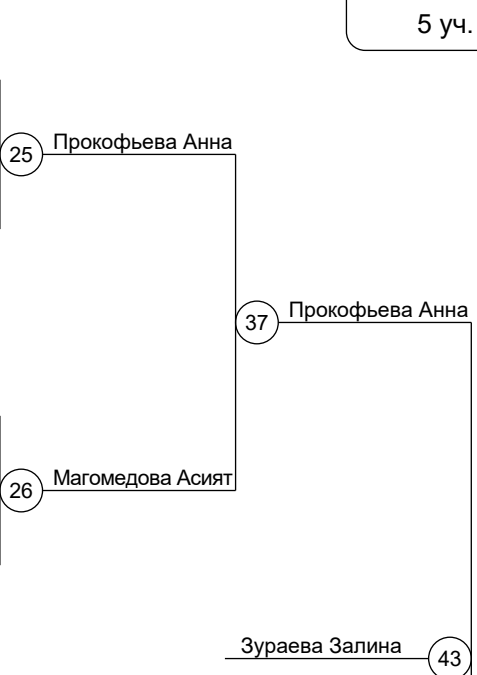 5 уч.
Прокофьева Анна
25
Прокофьева Анна
37
Магомедова Асият
26
Зураева Залина
43